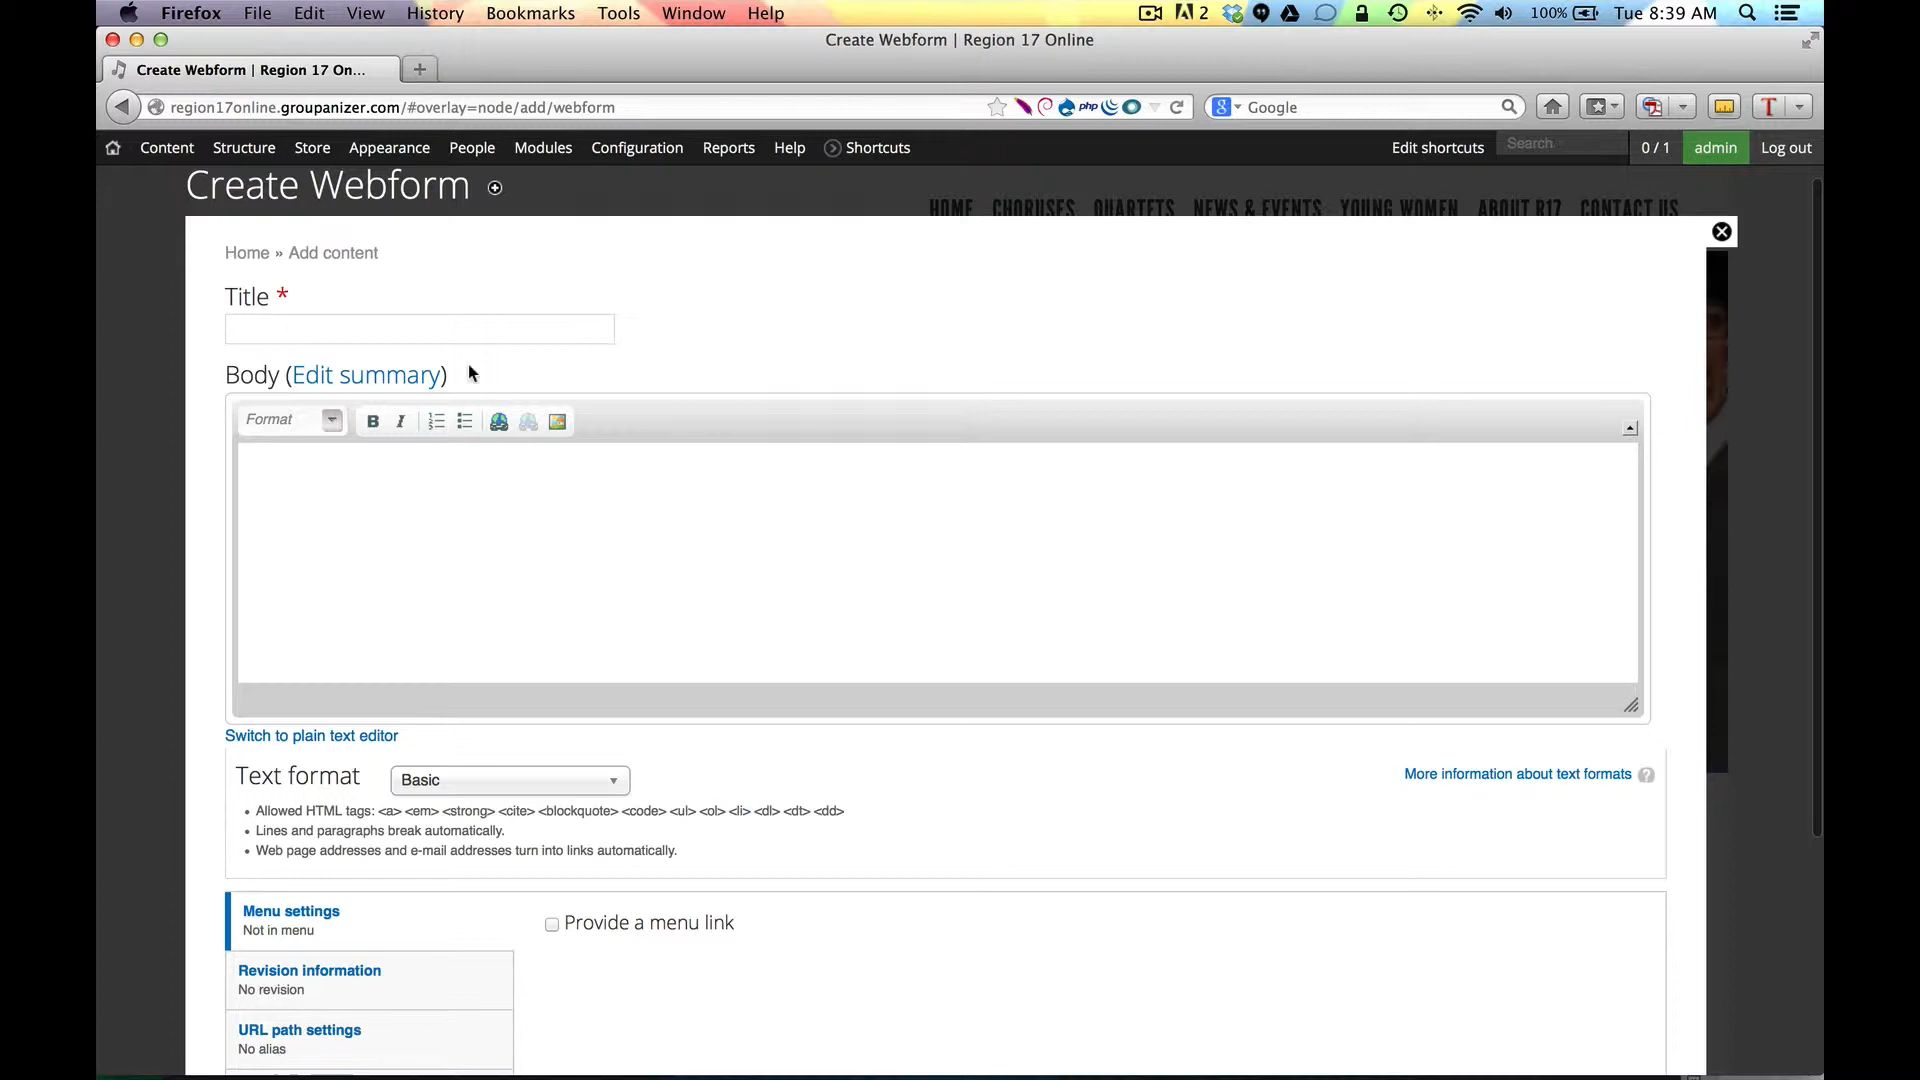 Firefox File Edit View History Bookmarks Tools Window Help 2 100% Tue 8:39 AM
Create Webform | Region 17 Online
Create Webform | Region 17 On...
region17online.groupanizer.com/#overlay=node/add/webform php Google
Content Structure Store Appearance People Modules Configuration Reports Help Shortcuts Edit shortcuts Search 0 / 1 admin Log out
Create Webform
HOME CHORUSES QUARTETS NEWS & EVENTS YOUNG WOMEN ABOUT R17 CONTACT US
Home » Add content
Title *
Body (Edit summary)
Format B I
Switch to plain text editor
Text format Basic More information about text formats ?
Allowed HTML tags: <a> <em> <strong> <cite> <blockquote> <code> <ul> <ol> <li> <dl> <dt> <dd>
Lines and paragraphs break automatically.
Web page addresses and e-mail addresses turn into links automatically.
Menu settings
Not in menu
Provide a menu link
Revision information
No revision
URL path settings
No alias